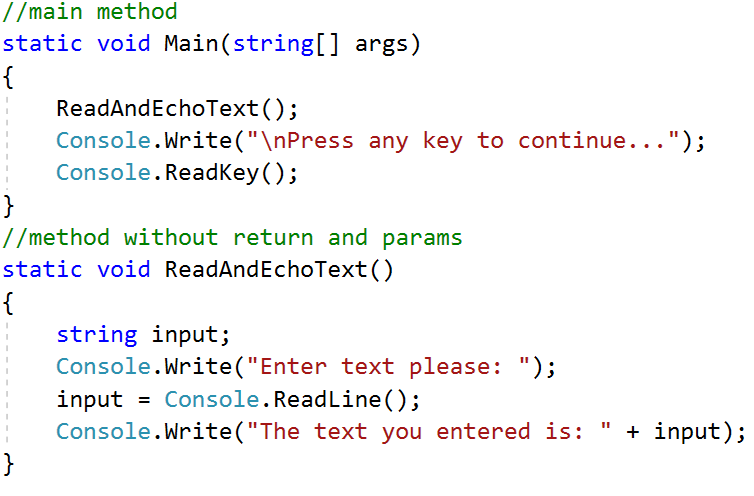 //main method
static void Main(string[] args)
{
    ReadAndEchoText();
    Console.Write("\nPress any key to continue...");
    Console.ReadKey();
}
//method without return and params
static void ReadAndEchoText()
{
    string input;
    Console.Write("Enter text please: ");
    input = Console.ReadLine();
    Console.Write("The text you entered is: " + input);
}